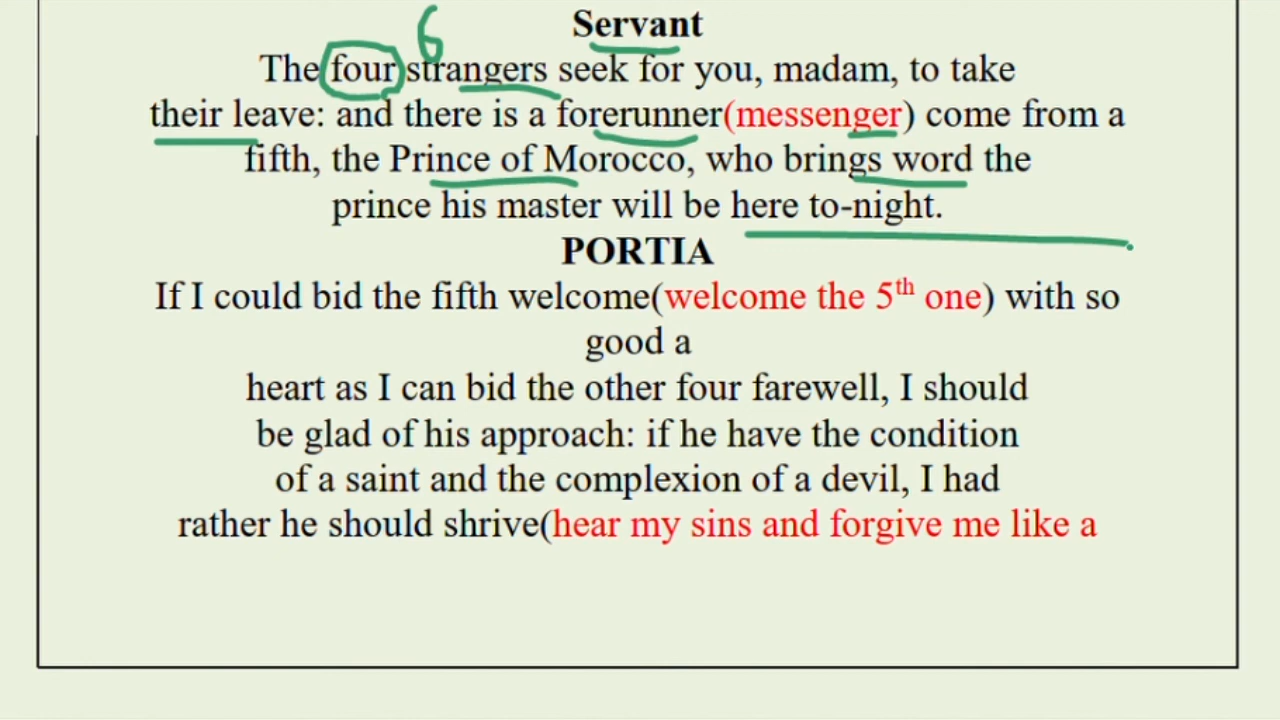 Servant
6
The four strangers seek for you, madam, to take
their leave: and there is a forerunner(messenger) come from a
fifth, the Prince of Morocco, who brings word the
prince his master will be here to-night.
PORTIA
If I could bid the fifth welcome(welcome the 5th one) with so
good a
heart as I can bid the other four farewell, I should
be glad of his approach: if he have the condition
of a saint and the complexion of a devil, I had
rather he should shrive(hear my sins and forgive me like a